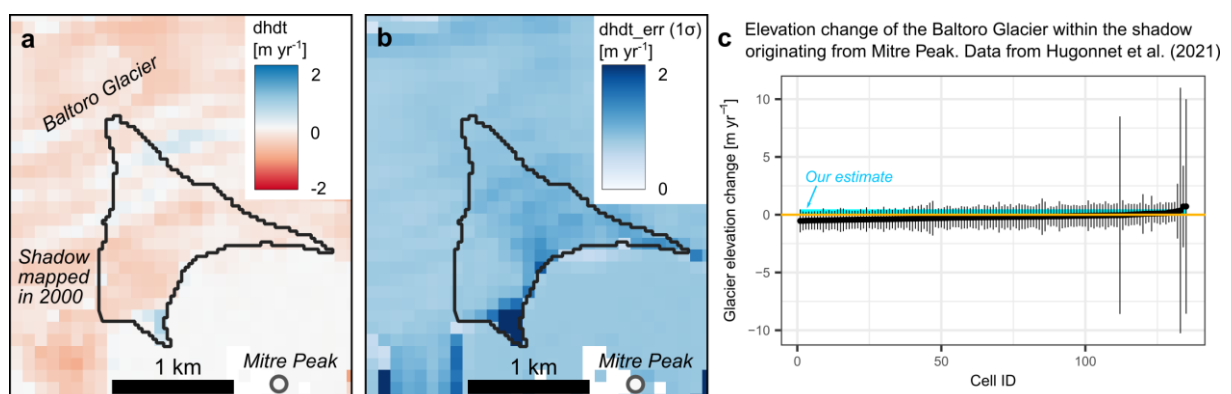 a
dhdt
[m yr⁻¹]
2
0
-2
Baltoro Glacier
Shadow
mapped
in 2000
1 km
Mitre Peak
b
dhdt_err (1σ)
[m yr⁻¹]
2
0
1 km
Mitre Peak
c
Elevation change of the Baltoro Glacier within the shadow
originating from Mitre Peak. Data from Hugonnet et al. (2021)
Glacier elevation change [m yr⁻¹]
10
5
0
−5
−10
Our estimate
0
50
100
Cell ID